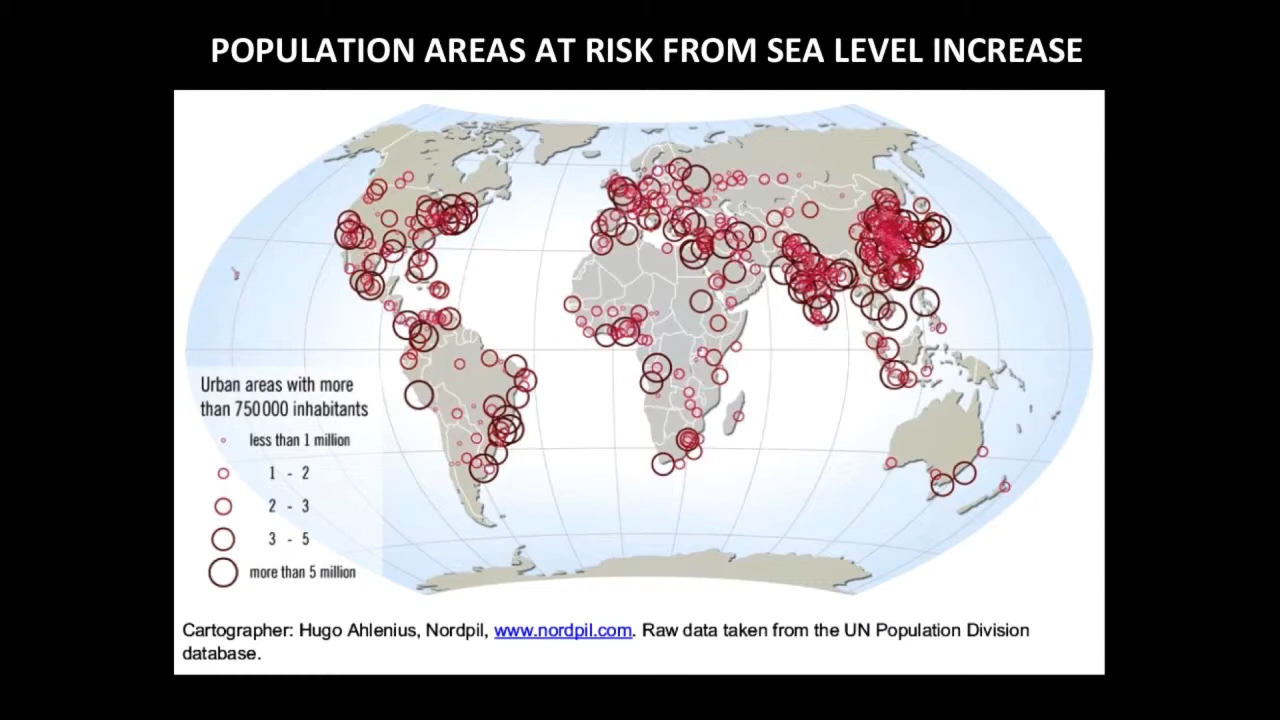 POPULATION AREAS AT RISK FROM SEA LEVEL INCREASE
Urban areas with more
than 750 000 inhabitants
less than 1 million
1 - 2
2 - 3
3 - 5
more than 5 million
Cartographer: Hugo Ahlenius, Nordpil, www.nordpil.com. Raw data taken from the UN Population Division
database.